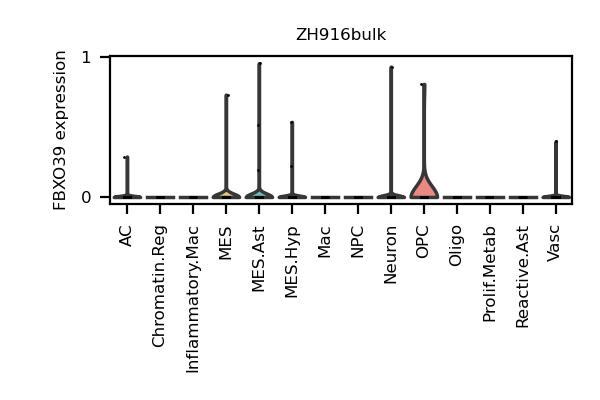 ZH916bulk
FBXO39 expression
1
0
AC
Chromatin.Reg
Inflammatory.Mac
MES
MES.Ast
MES.Hyp
Mac
NPC
Neuron
OPC
Oligo
Prolif.Metab
Reactive.Ast
Vasc